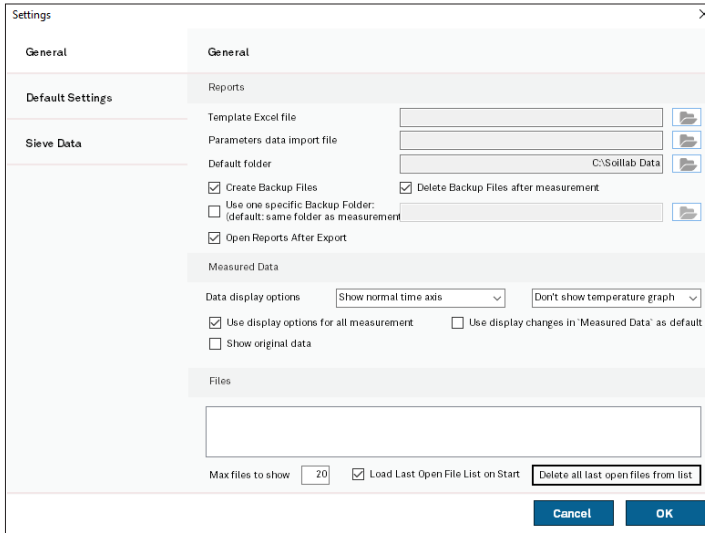 Settings
General
General
Reports
Default Settings
Template Excel file
Parameters data import file
Sieve Data
Default folder
C:\Soillab Data
Create Backup Files
Delete Backup Files after measurement
Use one specific Backup Folder:
(default: same folder as measurement
Open Reports After Export
Measured Data
Data display options
Show normal time axis
Don't show temperature graph
Use display options for all measurement
Use display changes in 'Measured Data' as default
Show original data
Files
Max files to show
20
Load Last Open File List on Start
Delete all last open files from list
Cancel
OK